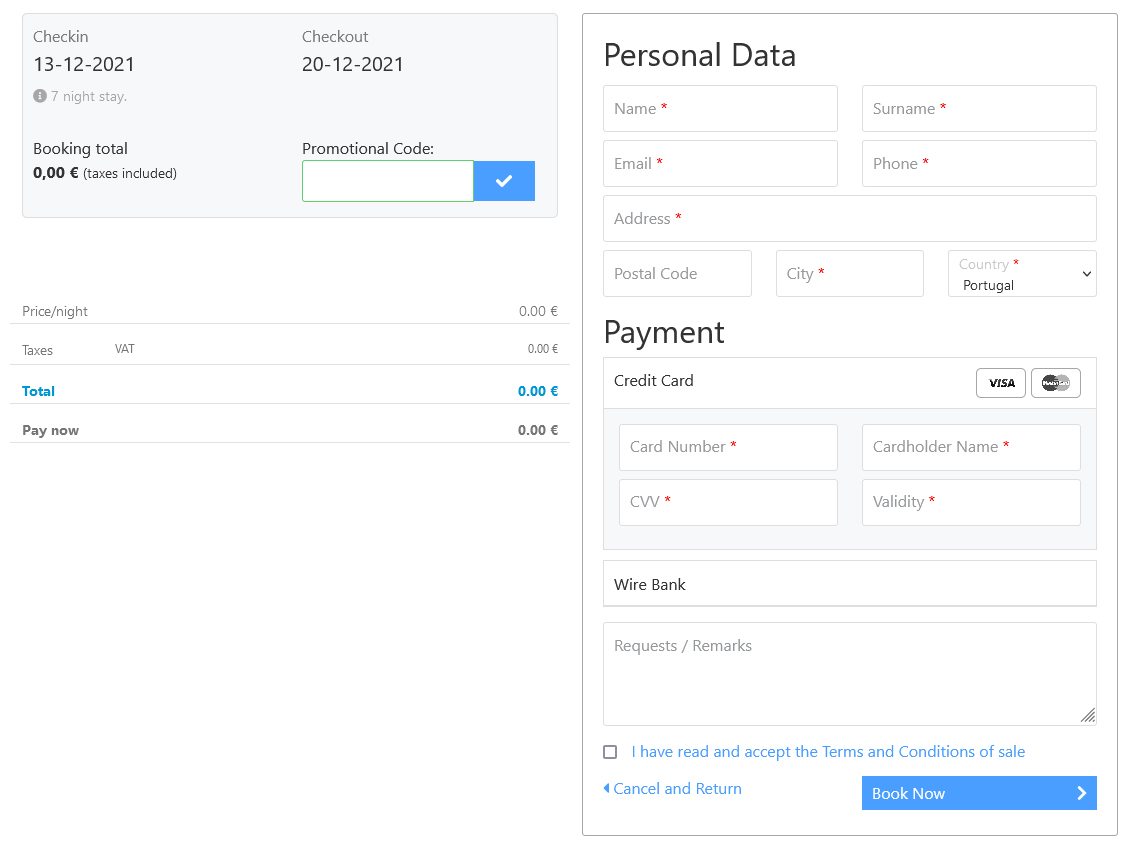 Checkin Checkout
13-12-2021 20-12-2021
7 night stay.
Booking total Promotional Code:
0,00 € (taxes included)
Price/night 0.00 €
Taxes VAT 0.00 €
Total 0.00 €
Pay now 0.00 €
Personal Data
Name * Surname *
Email * Phone *
Address *
Postal Code City * Country *
Portugal
Payment
Credit Card VISA MasterCard
Card Number * Cardholder Name *
CVV * Validity *
Wire Bank
Requests / Remarks
I have read and accept the Terms and Conditions of sale
Cancel and Return Book Now